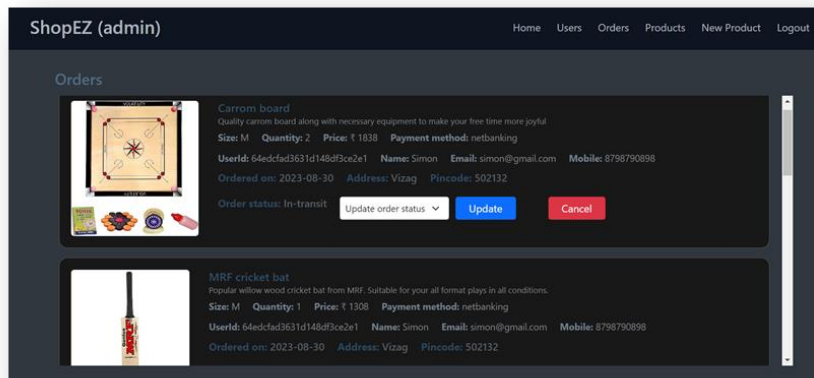 ShopEZ (admin)
Home Users Orders Products New Product Logout
Orders
Carrom board
Quality carrom board along with necessary equipment to make your free time more joyful
Size: M Quantity: 2 Price: ₹ 1838 Payment method: netbanking
UserId: 64edcfad3631d148df3ce2e1 Name: Simon Email: simon@gmail.com Mobile: 8798790898
Ordered on: 2023-08-30 Address: Vizag Pincode: 502132
Order status: In-transit Update order status Update Cancel
MRF cricket bat
Popular willow wood cricket bat from MRF. Suitable for your all format plays in all conditions.
Size: M Quantity: 1 Price: ₹ 1308 Payment method: netbanking
UserId: 64edcfad3631d148df3ce2e1 Name: Simon Email: simon@gmail.com Mobile: 8798790898
Ordered on: 2023-08-30 Address: Vizag Pincode: 502132
MRF